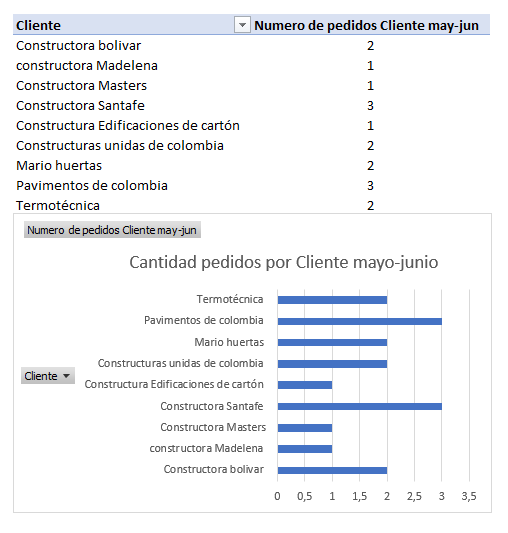 Cliente Numero de pedidos Cliente may-jun
Constructora bolivar 2
constructora Madelena 1
Constructora Masters 1
Constructora Santafe 3
Constructura Edificaciones de cartón 1
Constructuras unidas de colombia 2
Mario huertas 2
Pavimentos de colombia 3
Termotécnica 2
Numero de pedidos Cliente may-jun
Cantidad pedidos por Cliente mayo-junio
Termotécnica
Pavimentos de colombia
Mario huertas
Constructuras unidas de colombia
Cliente
Constructura Edificaciones de cartón
Constructora Santafe
Constructora Masters
constructora Madelena
Constructora bolivar
0 0,5 1 1,5 2 2,5 3 3,5